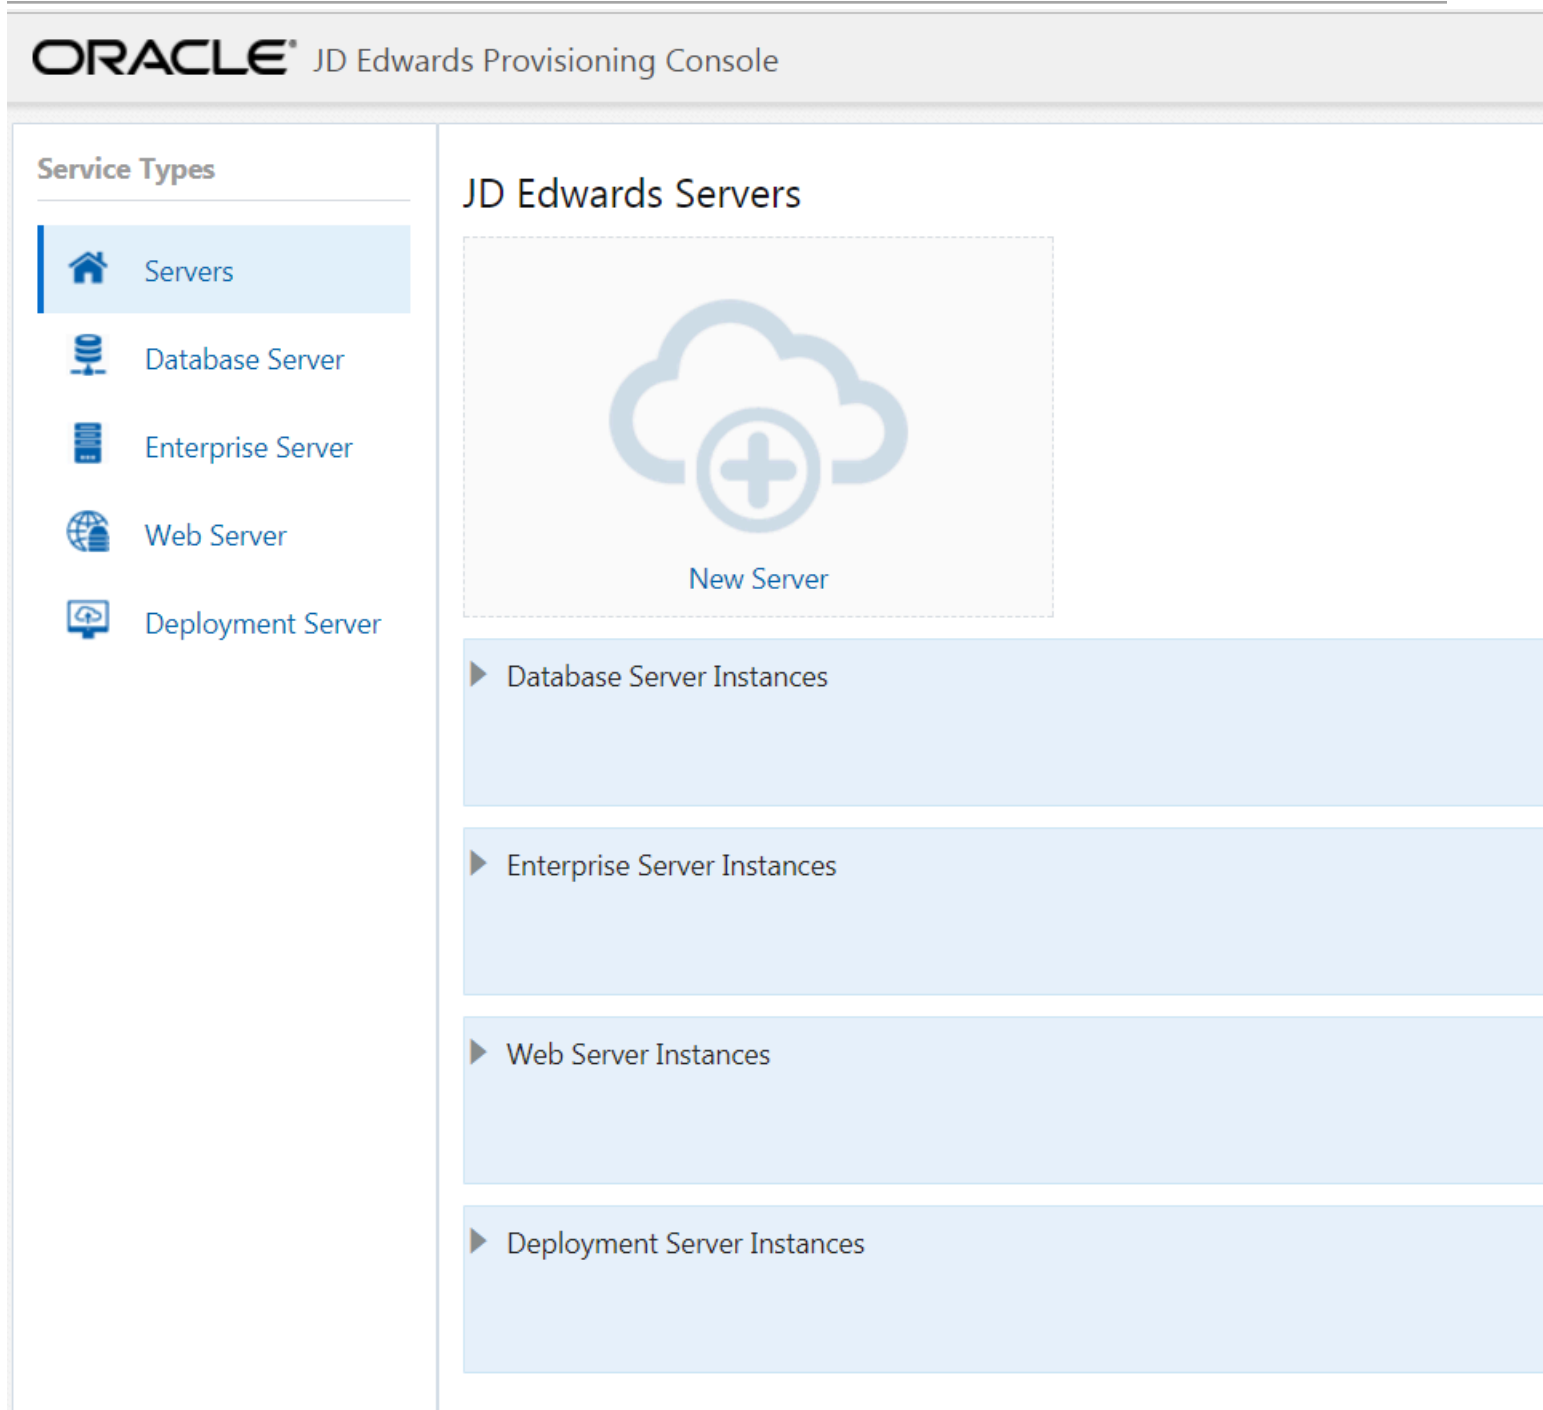 ORACLE® JD Edwards Provisioning Console
Service Types
Servers
Database Server
Enterprise Server
Web Server
Deployment Server
JD Edwards Servers
New Server
Database Server Instances
Enterprise Server Instances
Web Server Instances
Deployment Server Instances